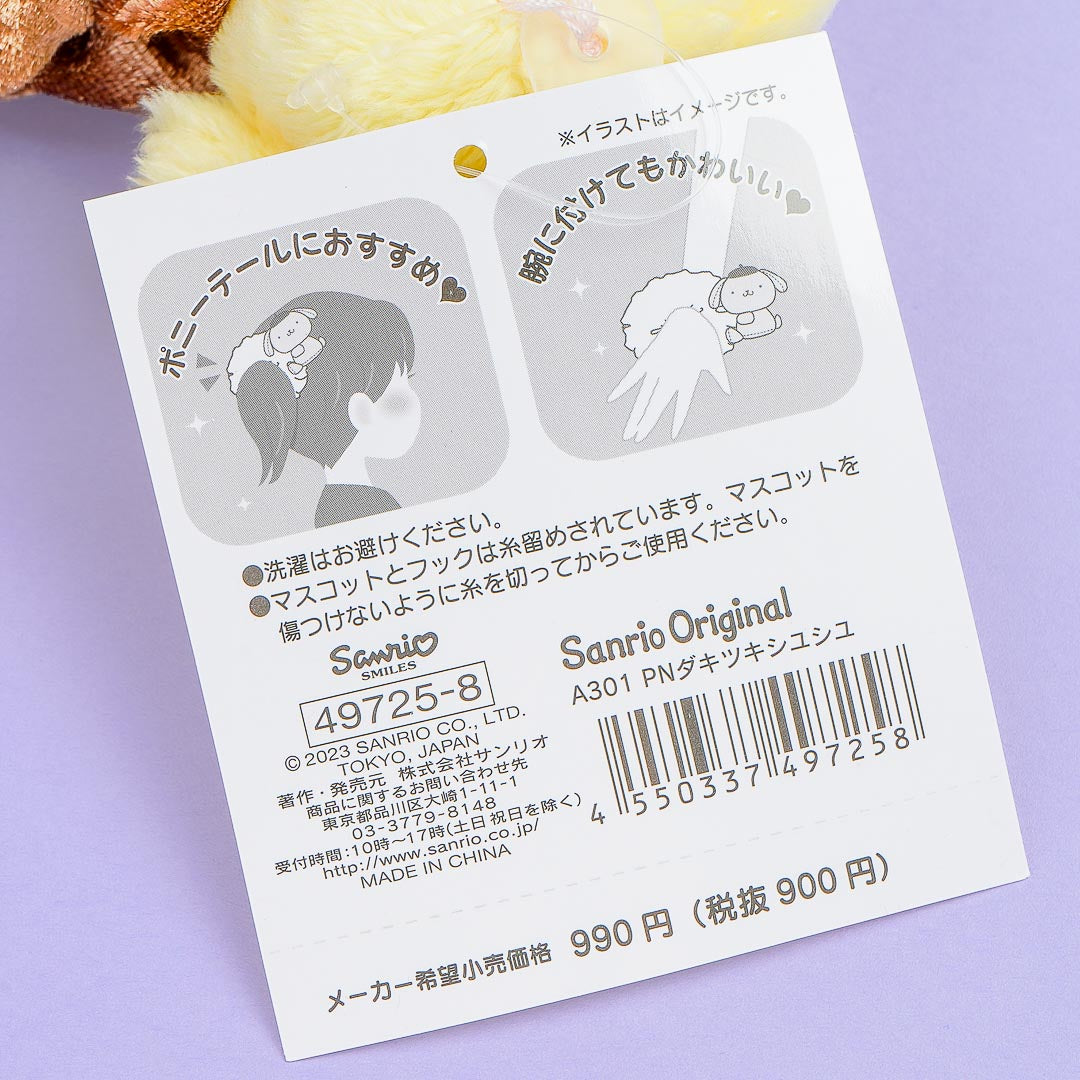 ※イラストはイメージです。
ポニーテールにおすすめ♥
腕に付けてもかわいい♥
●洗濯はお避けください。
●マスコットとフックは糸留めされています。マスコットを
傷つけないように糸を切ってからご使用ください。
Sanrio
SMILES
49725-8
© 2023 SANRIO CO., LTD.
TOKYO, JAPAN
著作・発売元 株式会社サンリオ
商品に関するお問い合わせ先
東京都品川区大崎1-11-1
03-3779-8148
受付時間:10時〜17時(土日祝日を除く)
http://www.sanrio.co.jp/
MADE IN CHINA
Sanrio Original
A301 PNダキツキシユシユ
4 550337 497258
メーカー希望小売価格 990円(税抜900円)